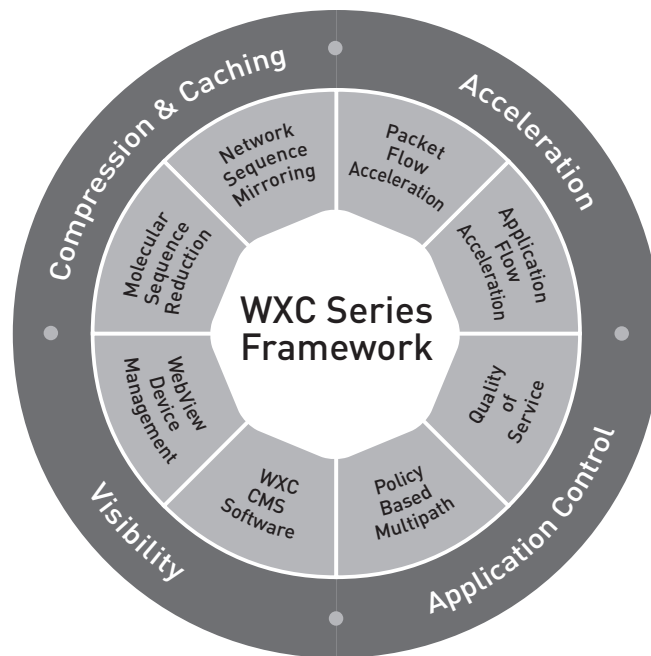 Compression & Caching
Acceleration
Network
Sequence
Mirroring
Packet
Flow
Acceleration
Molecular
Sequence
Reduction
Application
Flow
Acceleration
WXC Series
Framework
WebView
Device
Management
Quality
of
Service
WXC
CMS
Software
Policy
Based
Multipath
Visibility
Application Control